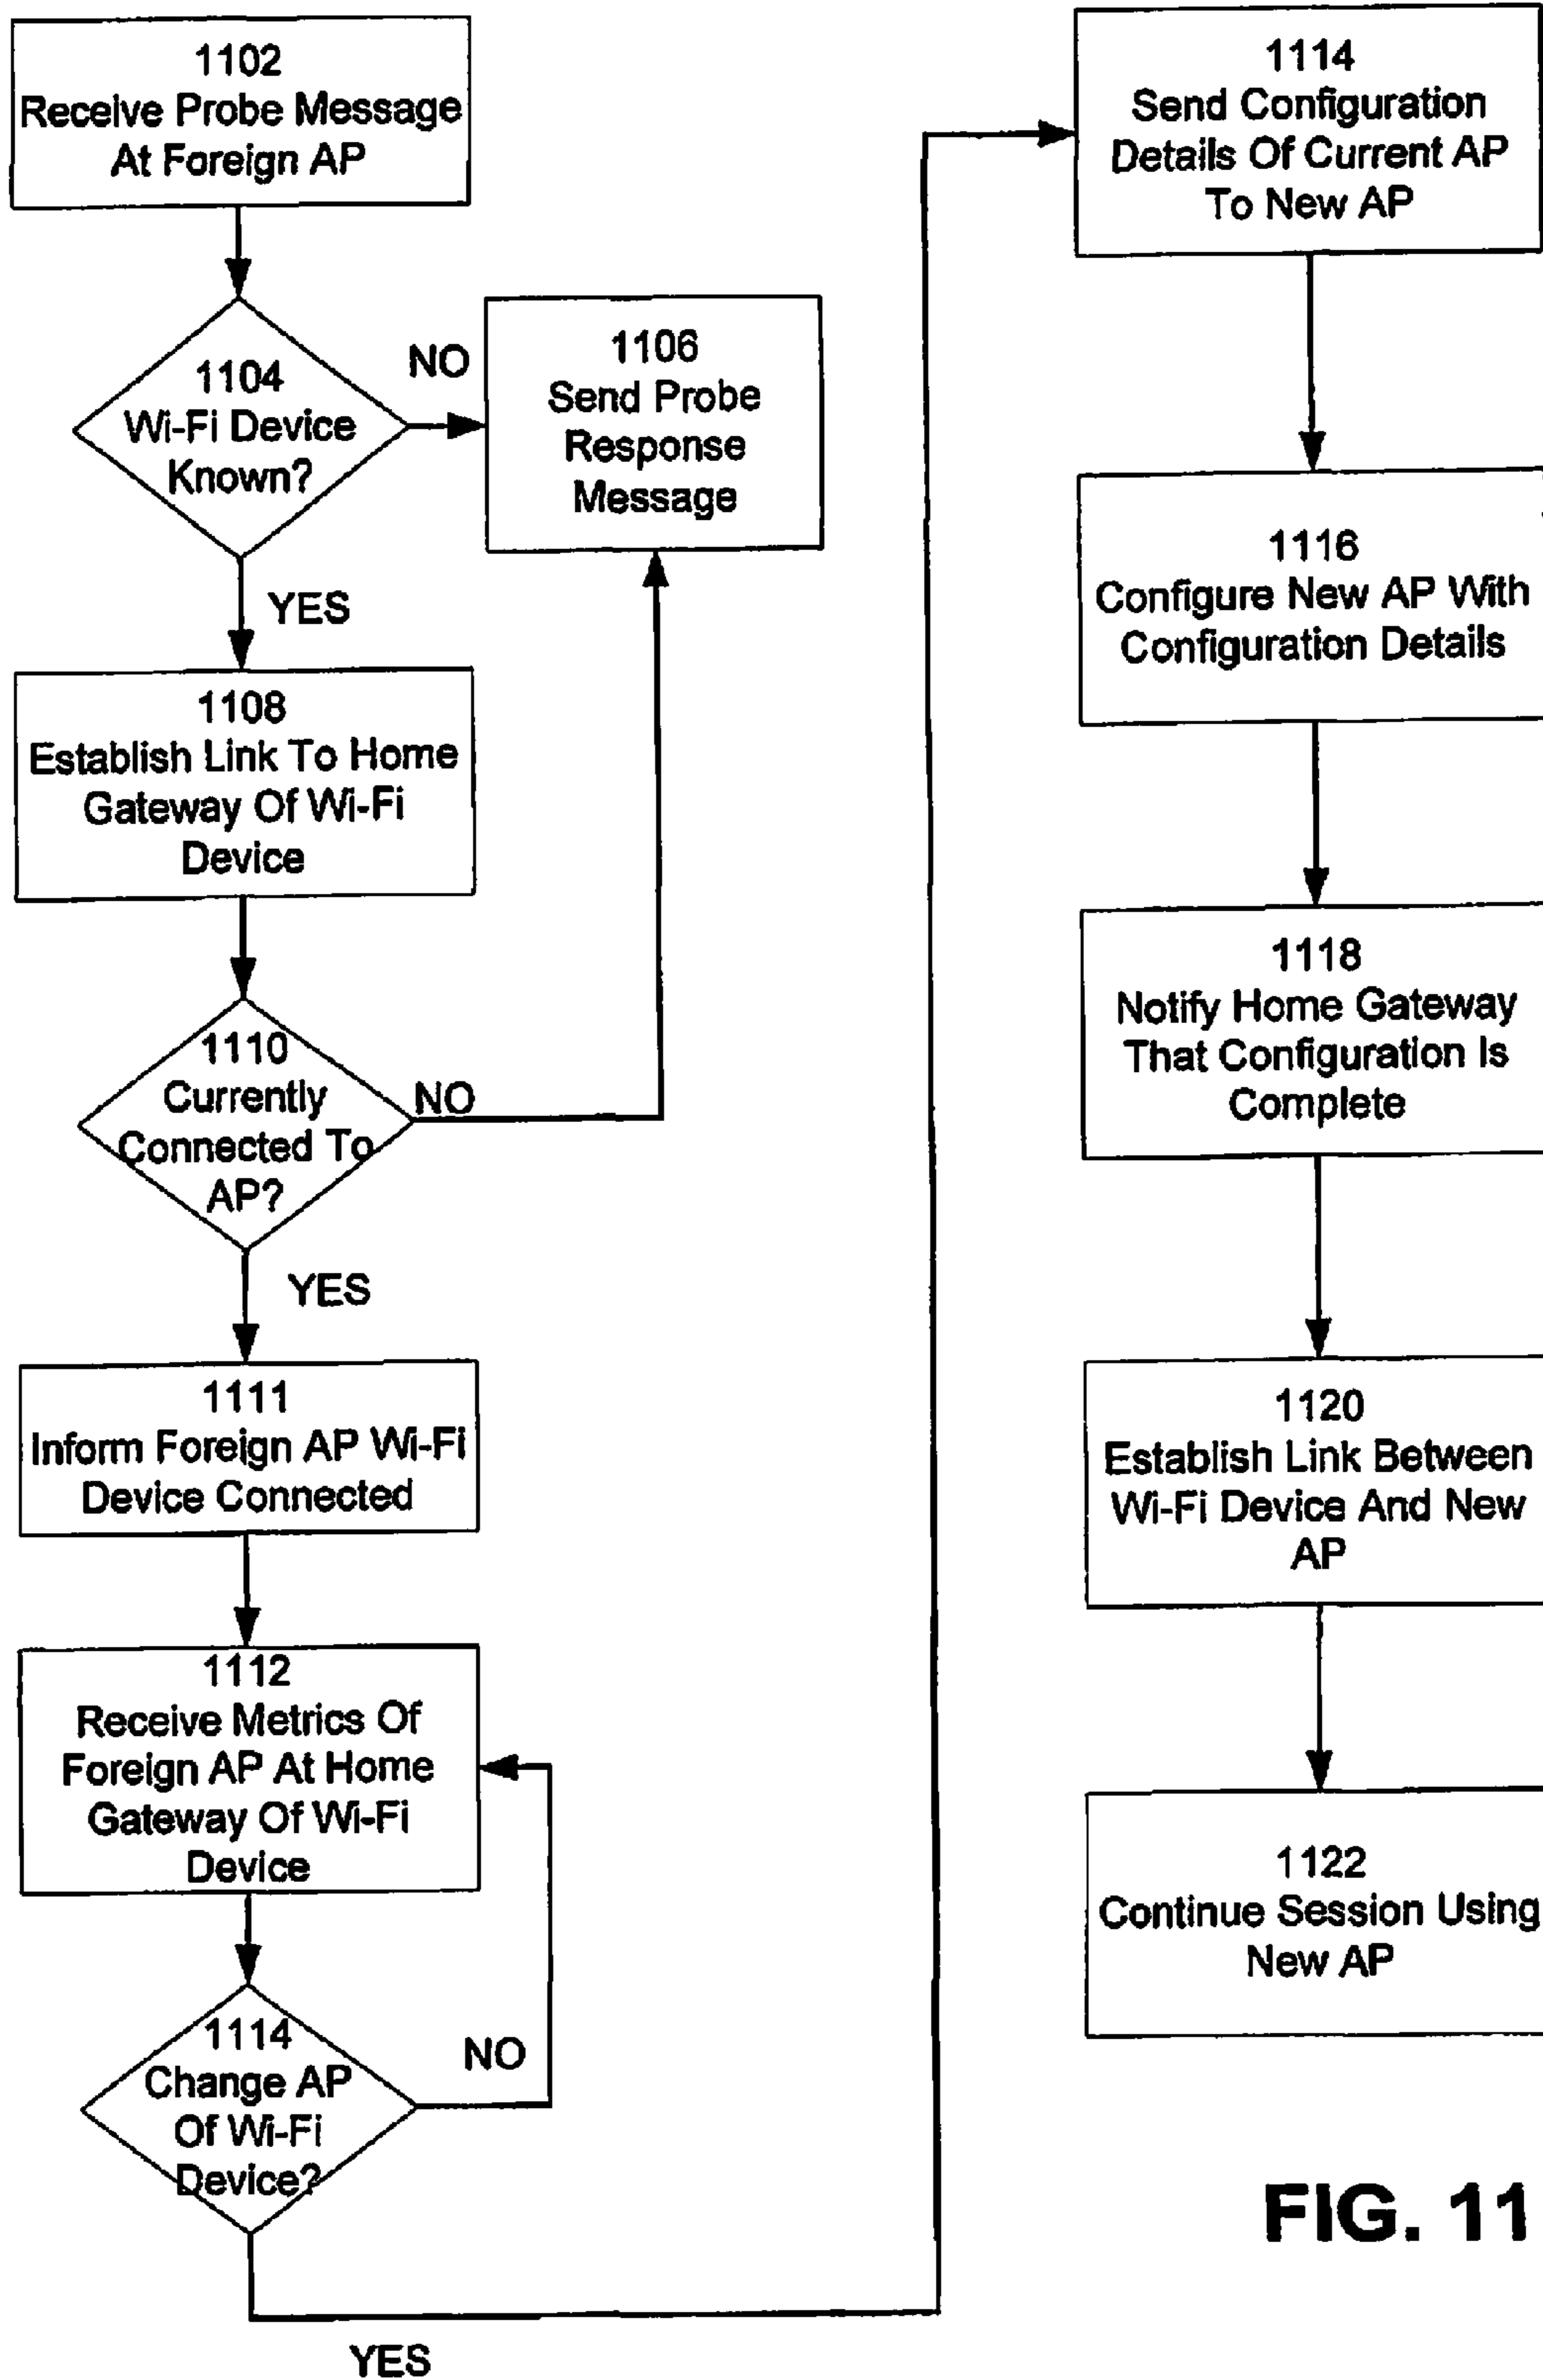 1102
Receive Probe Message
At Foreign AP
1104
Wi-Fi Device
Known?
NO
1106
Send Probe
Response
Message
YES
1108
Establish Link To Home
Gateway Of Wi-Fi
Device
1110
Currently
Connected To
AP?
NO
YES
1111
Inform Foreign AP Wi-Fi
Device Connected
1112
Receive Metrics Of
Foreign AP At Home
Gateway Of Wi-Fi
Device
1114
Change AP
Of Wi-Fi
Device?
NO
YES
1114
Send Configuration
Details Of Current AP
To New AP
1116
Configure New AP With
Configuration Details
1118
Notify Home Gateway
That Configuration Is
Complete
1120
Establish Link Between
Wi-Fi Device And New
AP
1122
Continue Session Using
New AP
FIG. 11